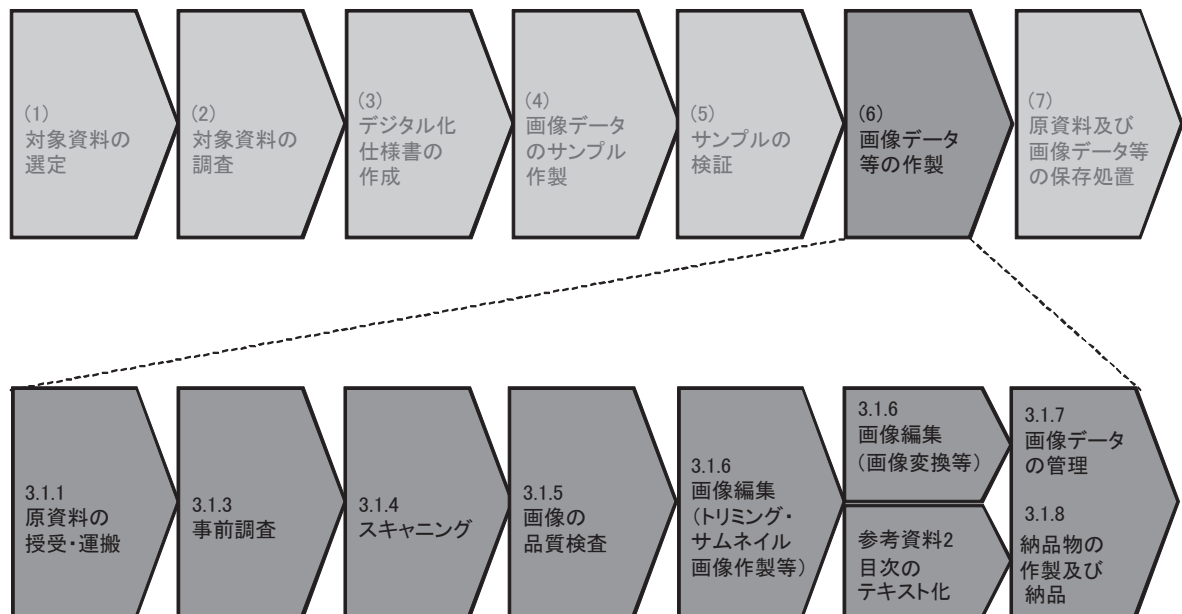 (1)
対象資料の
選定
(2)
対象資料の
調査
(3)
デジタル化
仕様書の
作成
(4)
画像データ
のサンプル
作製
(5)
サンプルの
検証
(6)
画像データ
等の作製
(7)
原資料及び
画像データ等
の保存処置
3.1.1
原資料の
授受・運搬
3.1.3
事前調査
3.1.4
スキャニング
3.1.5
画像の
品質検査
3.1.6
画像編集
(トリミング・
サムネイル
画像作製等)
3.1.6
画像編集
(画像変換等)
参考資料2
目次の
テキスト化
3.1.7
画像データ
の管理
3.1.8
納品物の
作製及び
納品